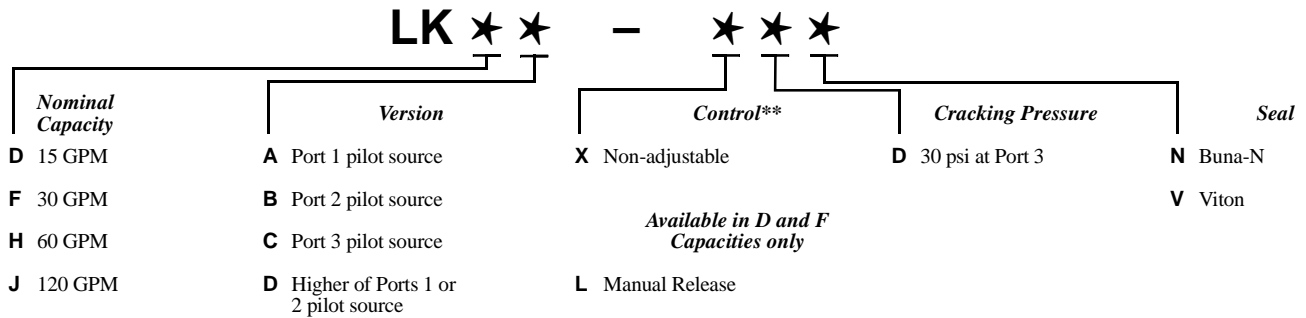 LK ✭ ✭ – ✭ ✭ ✭
Nominal
Capacity
D 15 GPM
F 30 GPM
H 60 GPM
J 120 GPM
Version
A Port 1 pilot source
B Port 2 pilot source
C Port 3 pilot source
D Higher of Ports 1 or
2 pilot source
Control**
X Non-adjustable
Available in D and F
Capacities only
L Manual Release
Cracking Pressure
D 30 psi at Port 3
Seal
N Buna-N
V Viton